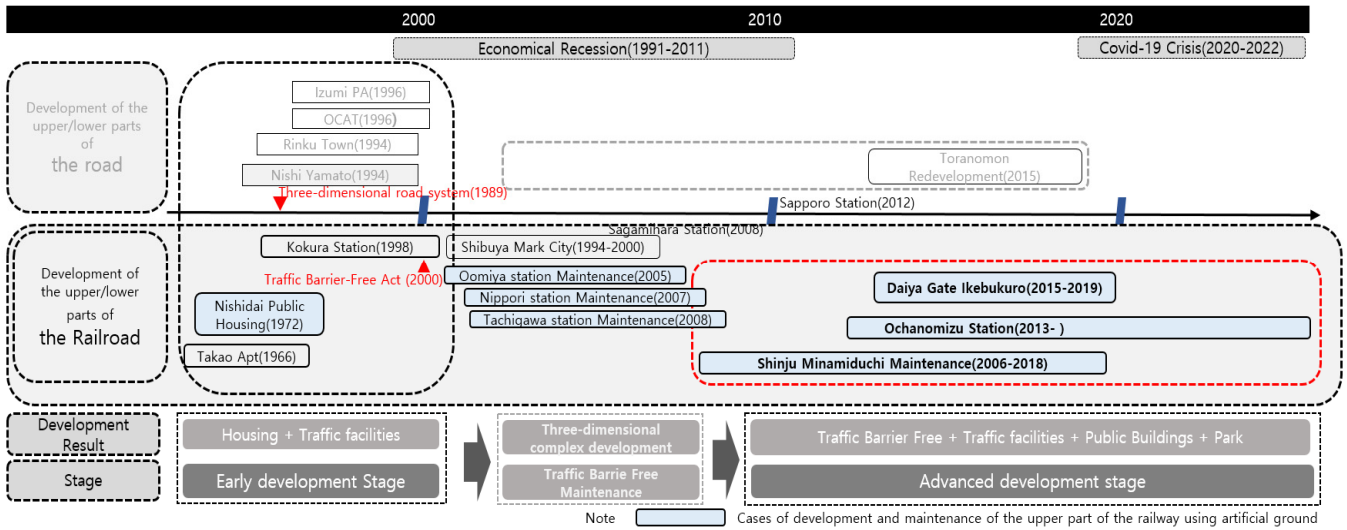 2000 2010 2020
Economical Recession(1991-2011)
Covid-19 Crisis(2020-2022)
Development of the
upper/lower parts
of
the road
Izumi PA(1996)
OCAT(1996)
Rinku Town(1994)
Nishi Yamato(1994)
Three-dimensional road system(1989)
Toranomon
Redevelopment(2015)
Sapporo Station(2012)
Sagamihara Station(2008)
Development of
the upper/lower
parts of
the Railroad
Kokura Station(1998)
Shibuya Mark City(1994-2000)
Traffic Barrier-Free Act (2000)
Oomiya station Maintenance(2005)
Nishidai Public
Housing(1972)
Nippori station Maintenance(2007)
Tachigawa station Maintenance(2008)
Takao Apt(1966)
Daiya Gate Ikebukuro(2015-2019)
Ochanomizu Station(2013- )
Shinju Minamiduchi Maintenance(2006-2018)
Development
Result
Housing + Traffic facilities
Three-dimensional
complex development
Traffic Barrier Free + Traffic facilities + Public Buildings + Park
Stage
Early development Stage
Traffic Barrie Free
Maintenance
Advanced development stage
Note
Cases of development and maintenance of the upper part of the railway using artificial ground